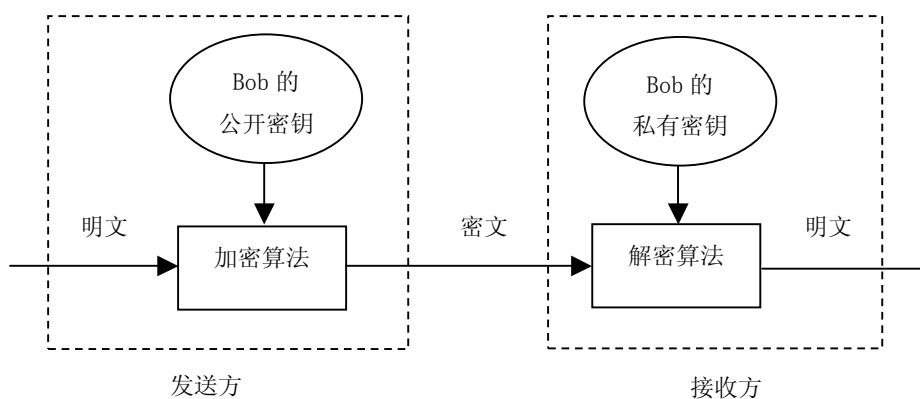 Bob 的
公开密钥
Bob 的
私有密钥
明文
密文
明文
加密算法
解密算法
发送方
接收方